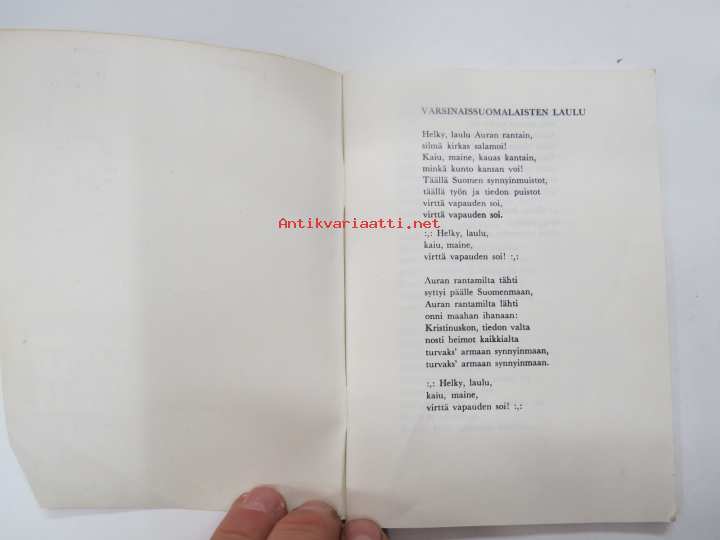 VARSINAISSUOMALAISTEN LAULU
Helky, laulu Auran rantain,
silmä kirkas salamoi!
Kaiu, maine, kauas kantain,
minkä kunto kansan voi!
Täällä Suomen synnyinmuistot,
täällä työn ja tiedon puistot
virttä vapauden soi,
virttä vapauden soi.
Antikvariaatti.net
:,: Helky, laulu,
kaiu, maine,
virttä vapauden soi! :,:
Auran rantamilta tähti
syttyi päälle Suomenmaan,
Auran rantamilta lähti
onni maahan ihanaan:
Kristinuskon, tiedon valta
nosti heimot kaikkialta
turvaks' armaan synnyinmaan,
turvaks' armaan synnyinmaan.
:,: Helky, laulu,
kaiu, maine,
virttä vapauden soi! :,: